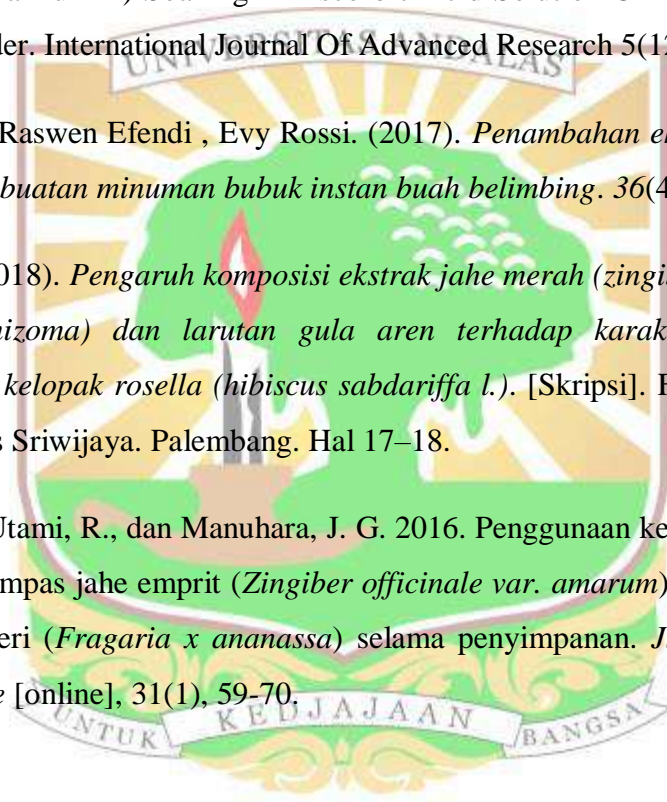 der. International Journal Of Advanced Research 5(12
UNIVERSITAS ANDALAS
Raswen Efendi , Evy Rossi. (2017). Penambahan e
buatan minuman bubuk instan buah belimbing. 36(4
018). Pengaruh komposisi ekstrak jahe merah (zingi
izoma) dan larutan gula aren terhadap karak
kelopak rosella (hibiscus sabdariffa l.). [Skripsi]. F
s Sriwijaya. Palembang. Hal 17–18.
Utami, R., dan Manuhara, J. G. 2016. Penggunaan ke
mpas jahe emprit (Zingiber officinale var. amarum)
eri (Fragaria x ananassa) selama penyimpanan. J
e [online], 31(1), 59-70.
UNTUK KEDJAJAAN BANGSA